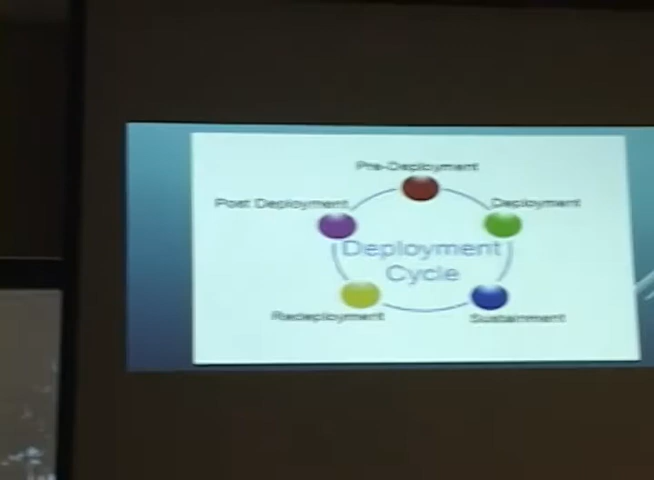 Pre-Deployment
Post Deployment
Deployment
Deployment
Cycle
Redeployment
Sustainment